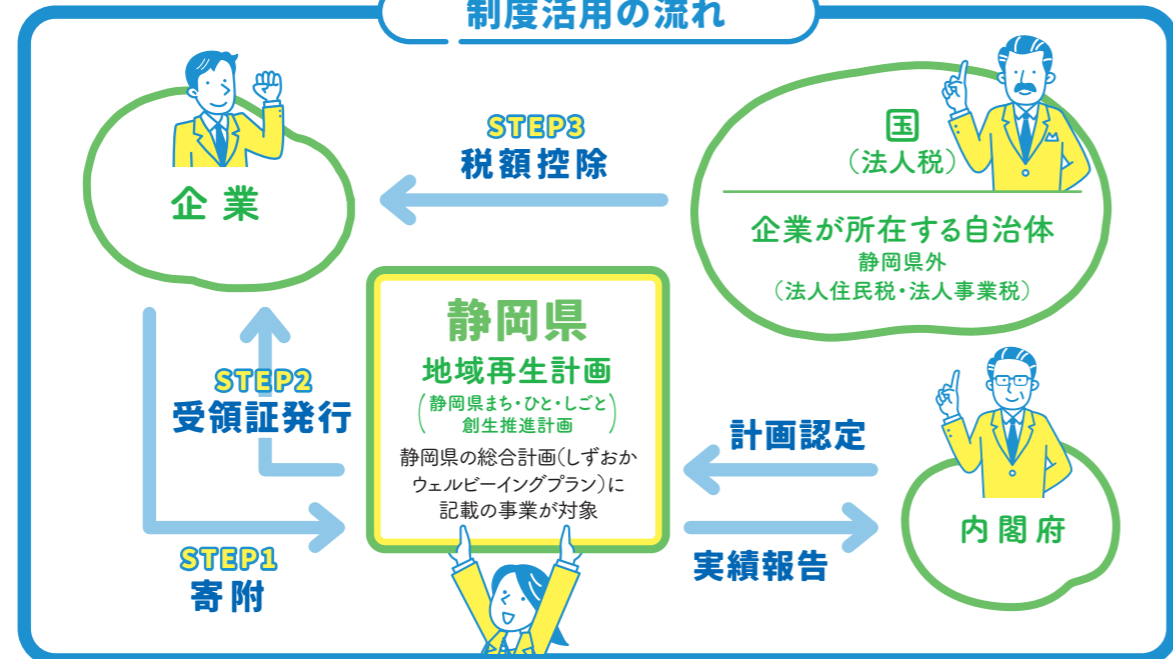 制度活用の流れ
企業
STEP3
税額控除
国
（法人税）
企業が所在する自治体
静岡県外
（法人住民税・法人事業税）
静岡県
地域再生計画
（静岡県まち・ひと・しごと
創生推進計画）
静岡県の総合計画（しずおか
ウェルビーイングプラン）に
記載の事業が対象
STEP2
受領証発行
STEP1
寄附
計画認定
実績報告
内閣府